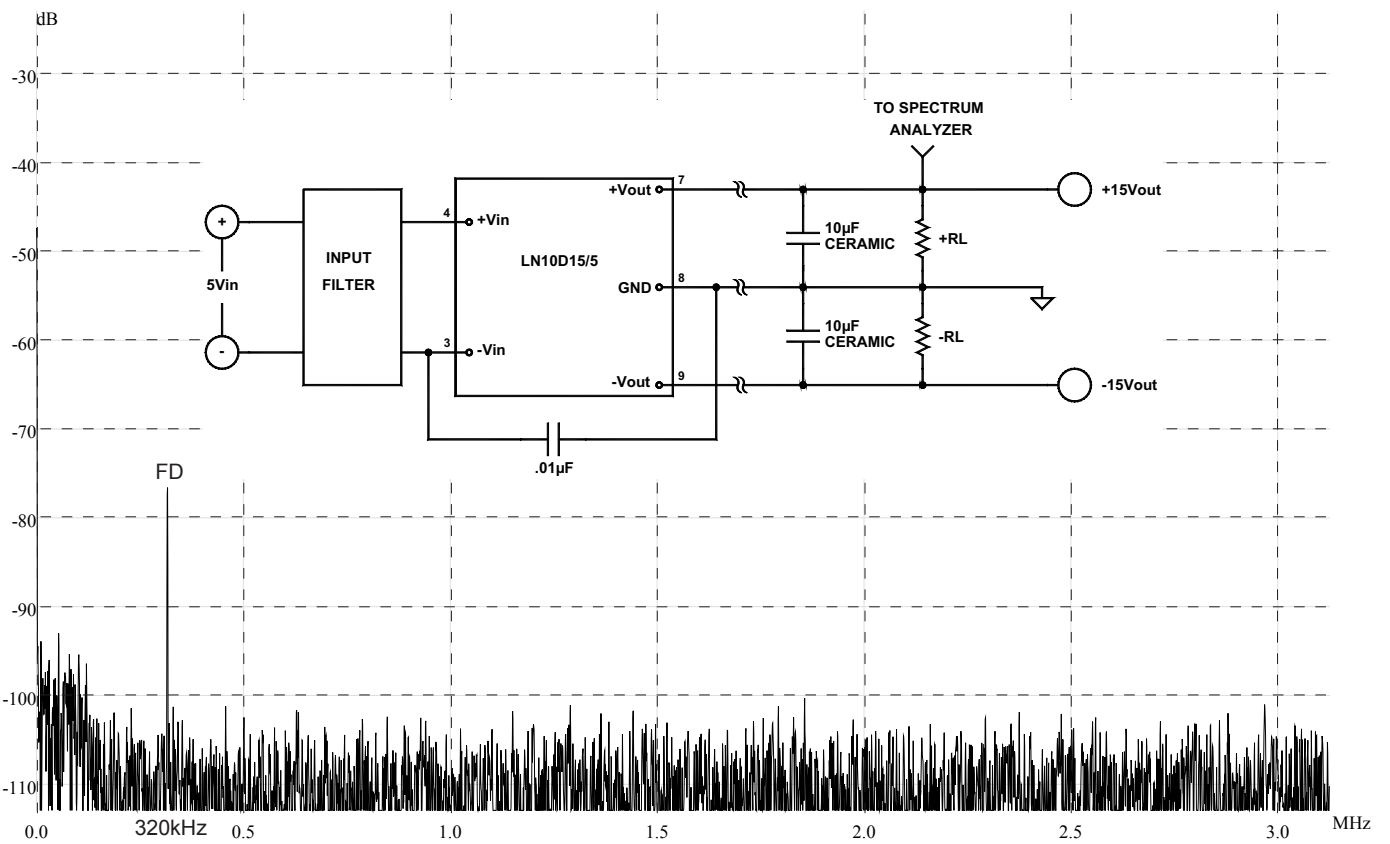 dB
-30
TO SPECTRUM
ANALYZER
-40
+Vout
7
+15Vout
4
+Vin
+
10µF
CERAMIC
+RL
-50
INPUT
FILTER
LN10D15/5
5Vin
GND
8
10µF
CERAMIC
-RL
-60
-
3
-Vin
-Vout
9
-15Vout
-70
.01µF
FD
-80
-90
-100
-110
0.0
320kHz
0.5
1.0
1.5
2.0
2.5
3.0
MHz